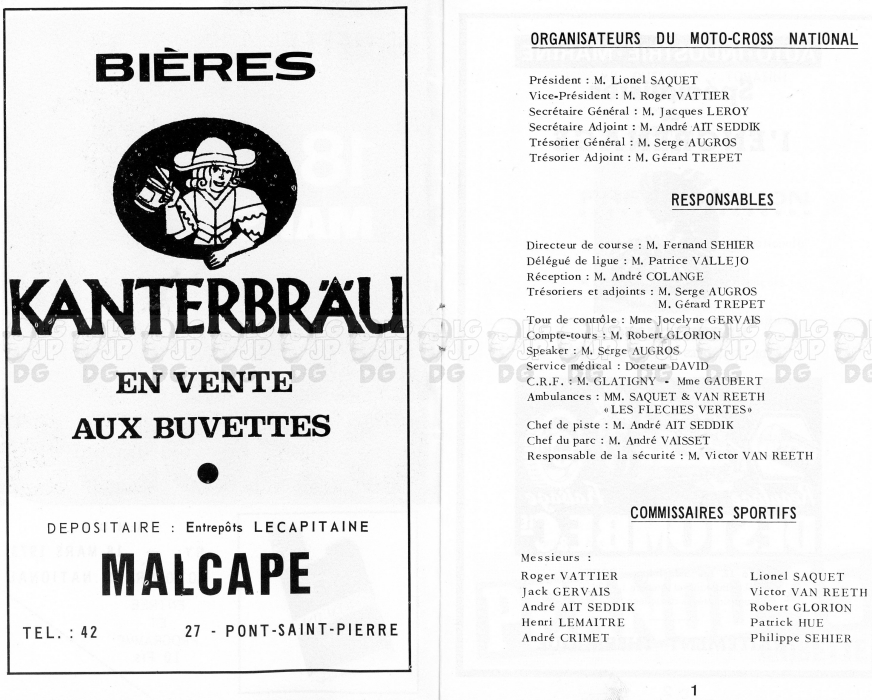 BIÈRES
KANTERBRÄU
EN VENTE
AUX BUVETTES
DEPOSITAIRE : Entrepôts LECAPITAINE
MALCAPE
TEL. : 42 27 - PONT-SAINT-PIERRE
ORGANISATEURS DU MOTO-CROSS NATIONAL
Président : M. Lionel SAQUET
Vice-Président : M. Roger VATTIER
Secrétaire Général : M. Jacques LEROY
Secrétaire Adjoint : M. André AIT SEDDIK
Trésorier Général : M. Serge AUGROS
Trésorier Adjoint : M. Gérard TREPET
RESPONSABLES
Directeur de course : M. Fernand SEHIER
Délégué de ligue : M. Patrice VALLEJO
Réception : M. André COLANGE
Trésoriers et adjoints : M. Serge AUGROS
M. Gérard TREPET
Tour de contrôle : Mme Jocelyne GERVAIS
Compte-tours : M. Robert GLORION
Speaker : M. Serge AUGROS
Service médical : Docteur DAVID
C.R.F. : M. GLATIGNY - Mme GAUBERT
Ambulances : MM. SAQUET & VAN REETH
« LES FLECHES VERTES»
Chef de piste : M. André AIT SEDDIK
Chef du parc : M. André VAISSET
Responsable de la sécurité : M. Victor VAN REETH
COMMISSAIRES SPORTIFS
Messieurs :
Roger VATTIER Lionel SAQUET
Jack GERVAIS Victor VAN REETH
André AIT SEDDIK Robert GLORION
Henri LEMAITRE Patrick HUE
André CRIMET Philippe SEHIER
1